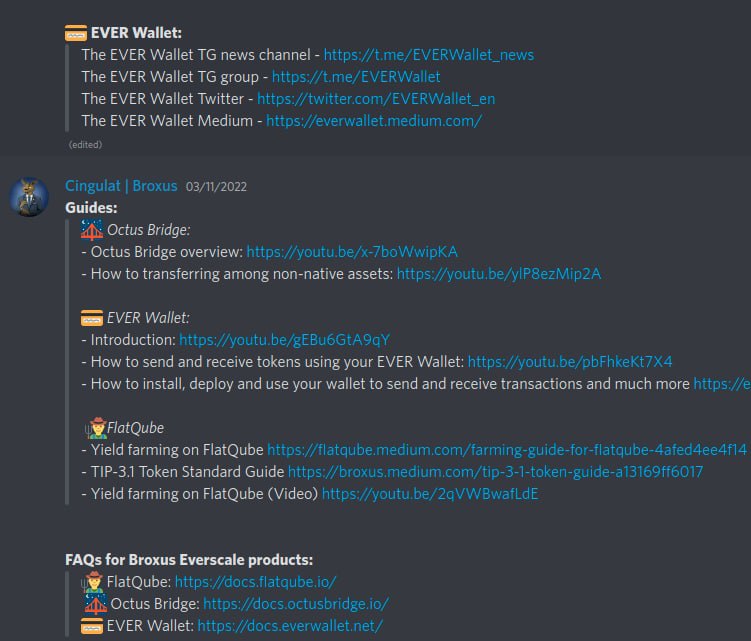 EVER Wallet:
The EVER Wallet TG news channel - https://t.me/EVERWallet_news
The EVER Wallet TG group - https://t.me/EVERWallet
The EVER Wallet Twitter - https://twitter.com/EVERWallet_en
The EVER Wallet Medium - https://everwallet.medium.com/
(edited)
Cingulat | Broxus 03/11/2022
Guides:
Octus Bridge:
- Octus Bridge overview: https://youtu.be/x-7boWwipKA
- How to transferring among non-native assets: https://youtu.be/ylP8ezMip2A
EVER Wallet:
- Introduction: https://youtu.be/gEBu6GtA9qY
- How to send and receive tokens using your EVER Wallet: https://youtu.be/pbFhkeKt7X4
- How to install, deploy and use your wallet to send and receive transactions and much more https://e
FlatQube
- Yield farming on FlatQube https://flatqube.medium.com/farming-guide-for-flatqube-4afed4ee4f14
- TIP-3.1 Token Standard Guide https://broxus.medium.com/tip-3-1-token-guide-a13169ff6017
- Yield farming on FlatQube (Video) https://youtu.be/2qVWBwafLdE
FAQs for Broxus Everscale products:
FlatQube: https://docs.flatqube.io/
Octus Bridge: https://docs.octusbridge.io/
EVER Wallet: https://docs.everwallet.net/